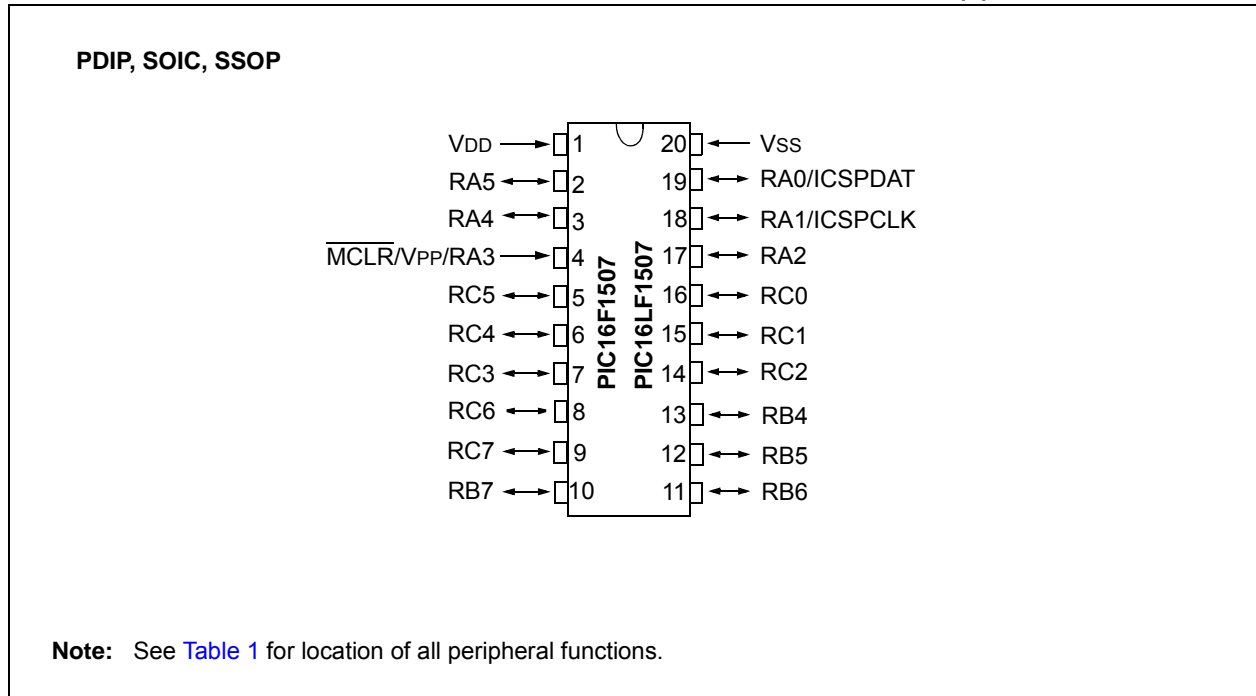 PDIP, SOIC, SSOP
VDD 1 20 VSS
RA5 2 19 RA0/ICSPDAT
RA4 3 18 RA1/ICSPCLK
MCLR/VPP/RA3 4 17 RA2
RC5 5 16 RC0
RC4 6 15 RC1
RC3 7 14 RC2
RC6 8 13 RB4
RC7 9 12 RB5
RB7 10 11 RB6
PIC16F1507
PIC16LF1507
Note: See Table 1 for location of all peripheral functions.